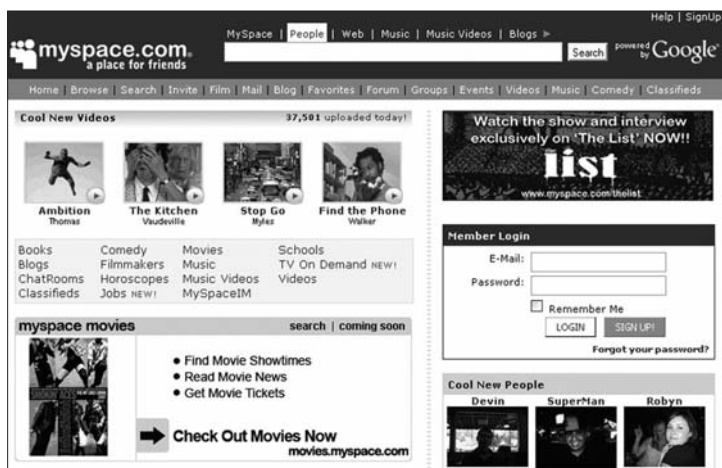 Help | SignUp
MySpace | People | Web | Music | Music Videos | Blogs
myspace.com.
a place for friends
Search
powered by Google
Home | Browse | Search | Invite | Film | Mail | Blog | Favorites | Forum | Groups | Events | Videos | Music | Comedy | Classifieds
Cool New Videos 37,501 uploaded today!
Ambition The Kitchen Stop Go Find the Phone
Thomas Vaudeville Myles Walker
Books Comedy Movies Schools
Blogs Filmmakers Music TV On Demand NEW!
ChatRooms Horoscopes Music Videos Videos
Classifieds Jobs NEW! MySpaceIM
myspace movies search | coming soon
SMOKIN' ACES
• Find Movie Showtimes
• Read Movie News
• Get Movie Tickets
Check Out Movies Now
movies.myspace.com
Watch the show and interview
exclusively on 'The List' NOW!!
the list
www.myspace.com/thelist
Member Login
E-Mail:
Password:
Remember Me
LOGIN SIGN UP!
Forgot your password?
Cool New People
Devin SuperMan Robyn